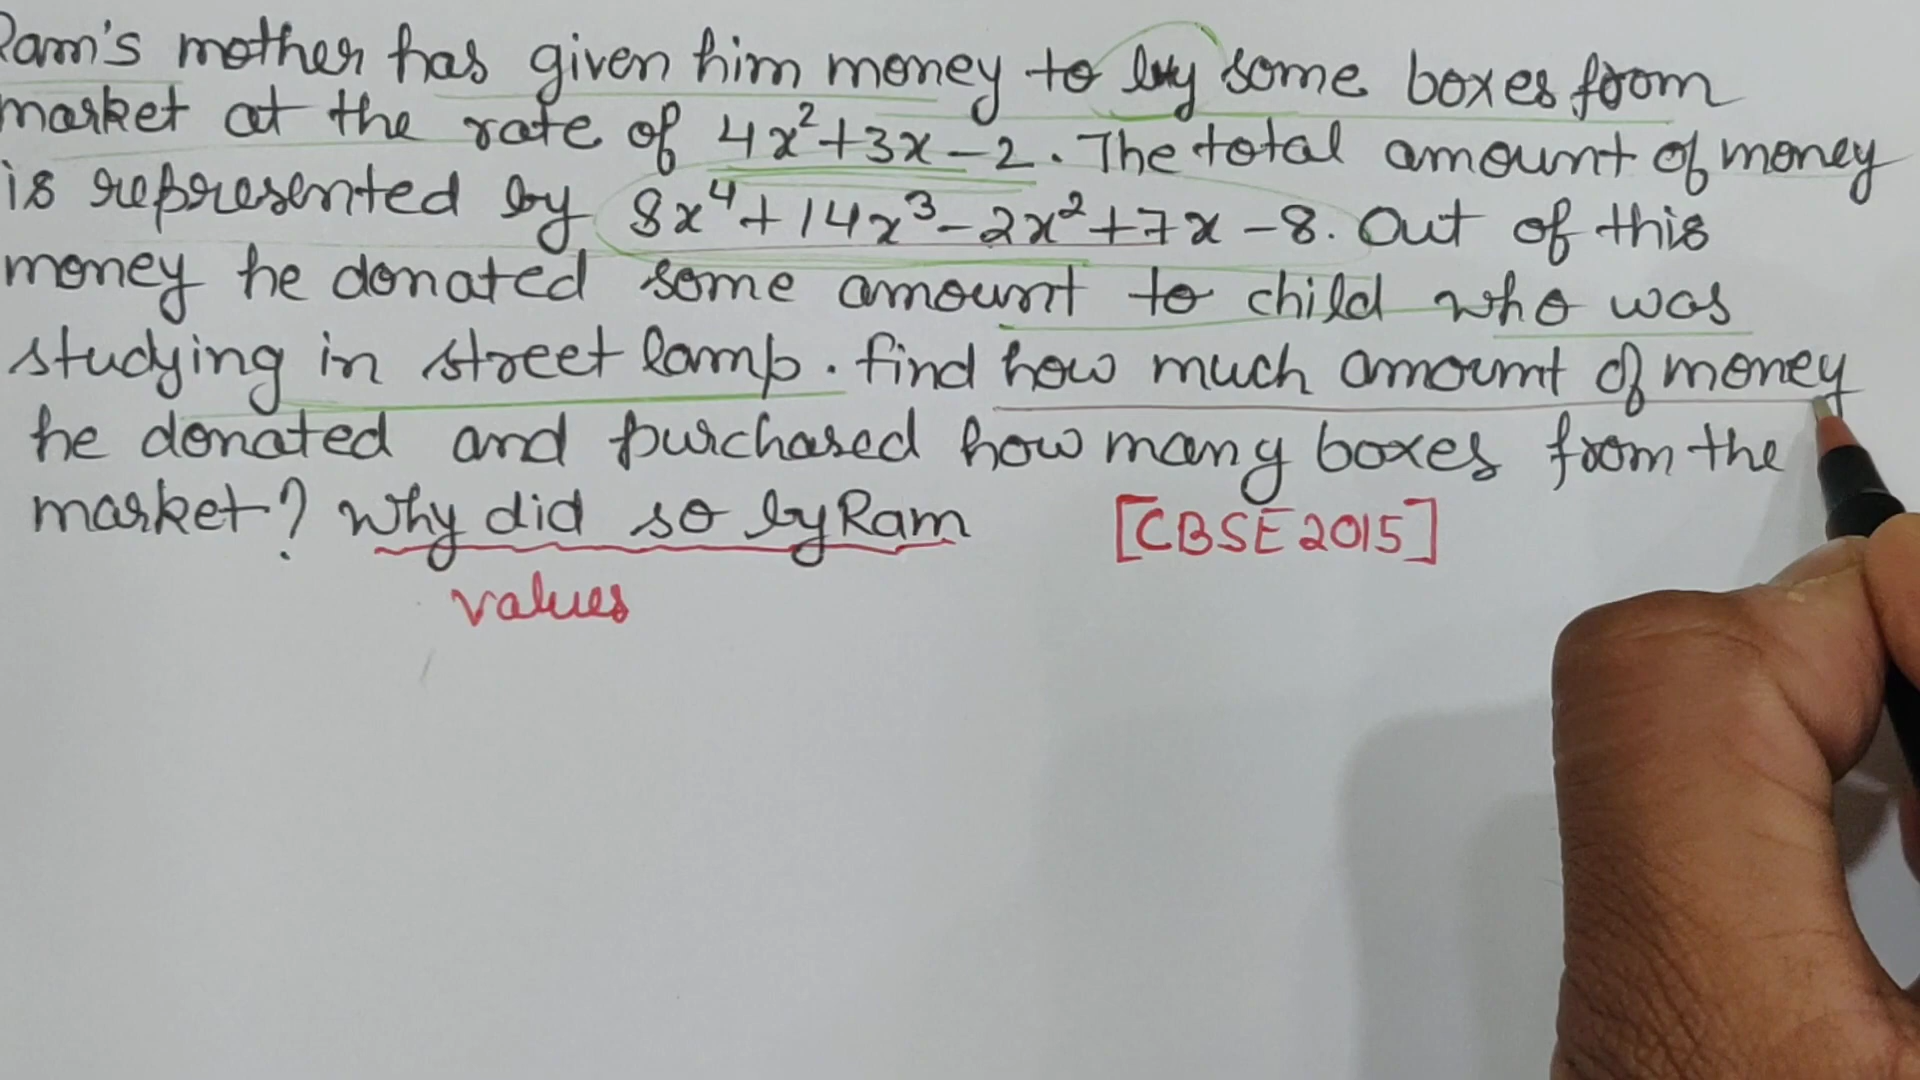 Ram's mother has given him money to buy some boxes from
market at the rate of 4x²+3x-2. The total amount of money
is represented by 8x⁴+14x³-2x²+7x-8. Out of this
money he donated some amount to child who was
studying in street lamp. find how much amount of money
he donated and purchased how many boxes from the
market? Why did so by Ram [CBSE 2015]
values